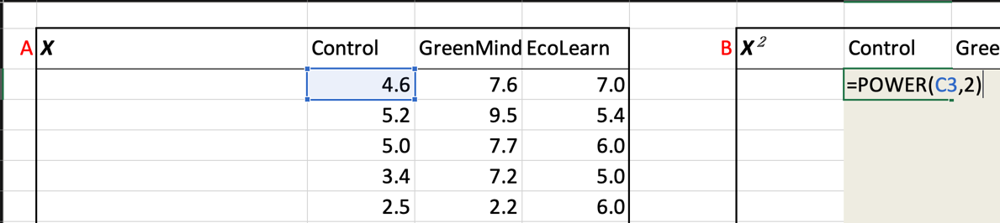 A X Control GreenMind EcoLearn B X² Control Gree
4.6 7.6 7.0 =POWER(C3,2)
5.2 9.5 5.4
5.0 7.7 6.0
3.4 7.2 5.0
2.5 2.2 6.0